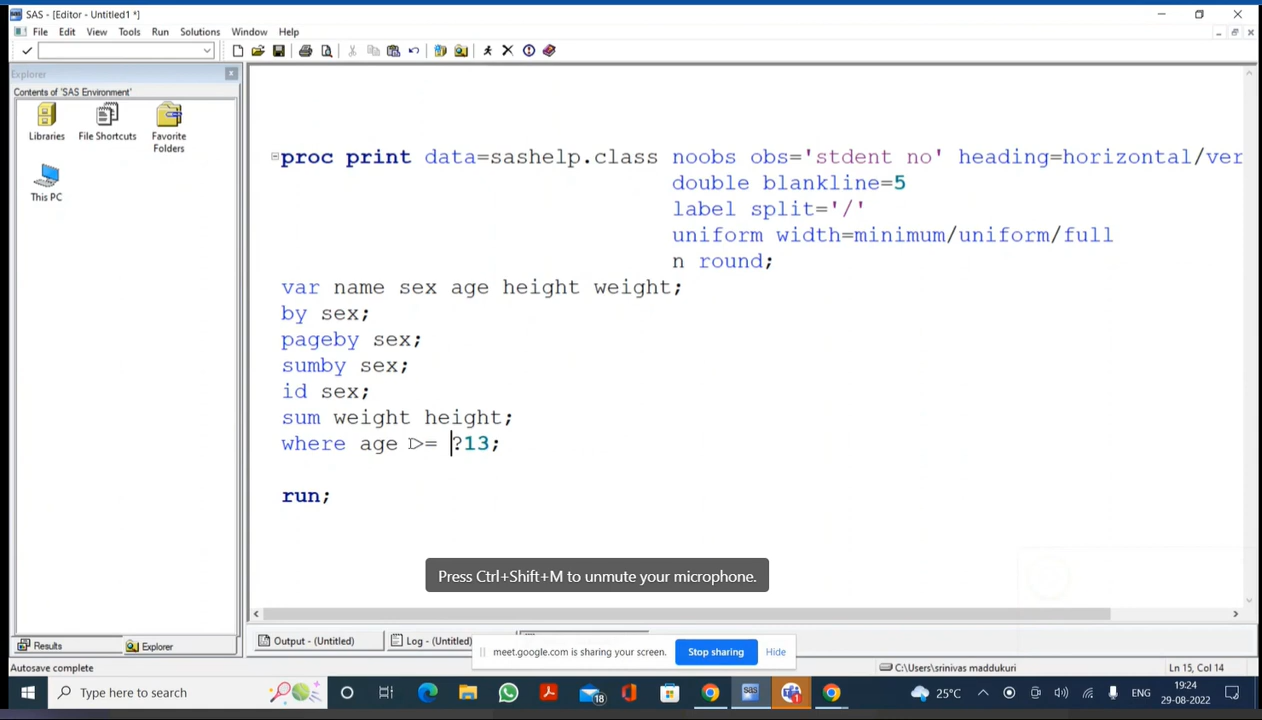 SAS - [Editor - Untitled1 *]
File Edit View Tools Run Solutions Window Help
Explorer
Contents of 'SAS Environment'
Libraries File Shortcuts Favorite Folders
This PC
proc print data=sashelp.class noobs obs='stdent no' heading=horizontal/ver
double blankline=5
label split='/'
uniform width=minimum/uniform/full
n round;
var name sex age height weight;
by sex;
pageby sex;
sumby sex;
id sex;
sum weight height;
where age >= ?13;
run;
Press Ctrl+Shift+M to unmute your microphone.
Results Explorer Output - (Untitled) Log - (Untitled)
meet.google.com is sharing your screen. Stop sharing Hide
Autosave complete C:\Users\srinivas maddukuri Ln 15, Col 14
Type here to search 18 sas 1 25°C ENG 19:24
29-08-2022